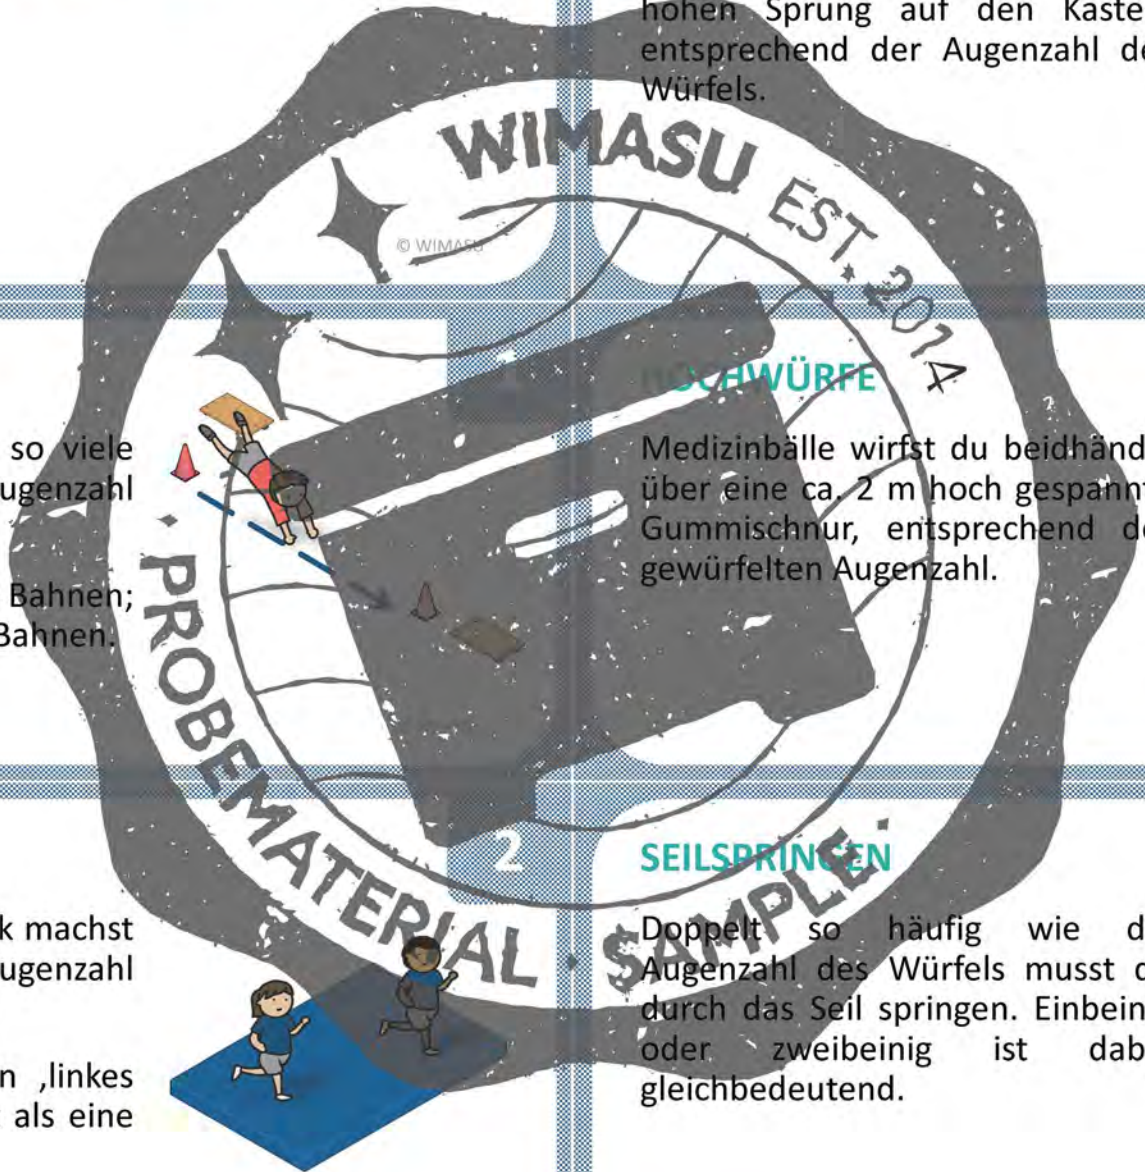 hohen Sprung auf den Kaste
entsprechend der Augenzahl de
Würfels.
WIMASU EST. 2014
© WIMASU
so viele
ugenzahl
Bahnen;
Bahnen.
HOCHWÜRFE
Medizinbälle wirfst du beidhänd
über eine ca. 2 m hoch gespannt
Gummischnur, entsprechend de
gewürfelten Augenzahl.
PROBEMATERIAL · SAMPLE ·
2
k machst
ugenzahl
n ‚linkes
als eine
SEILSPRINGEN
Doppelt so häufig wie d
Augenzahl des Würfels musst d
durch das Seil springen. Einbein
oder zweibeinig ist dab
gleichbedeutend.